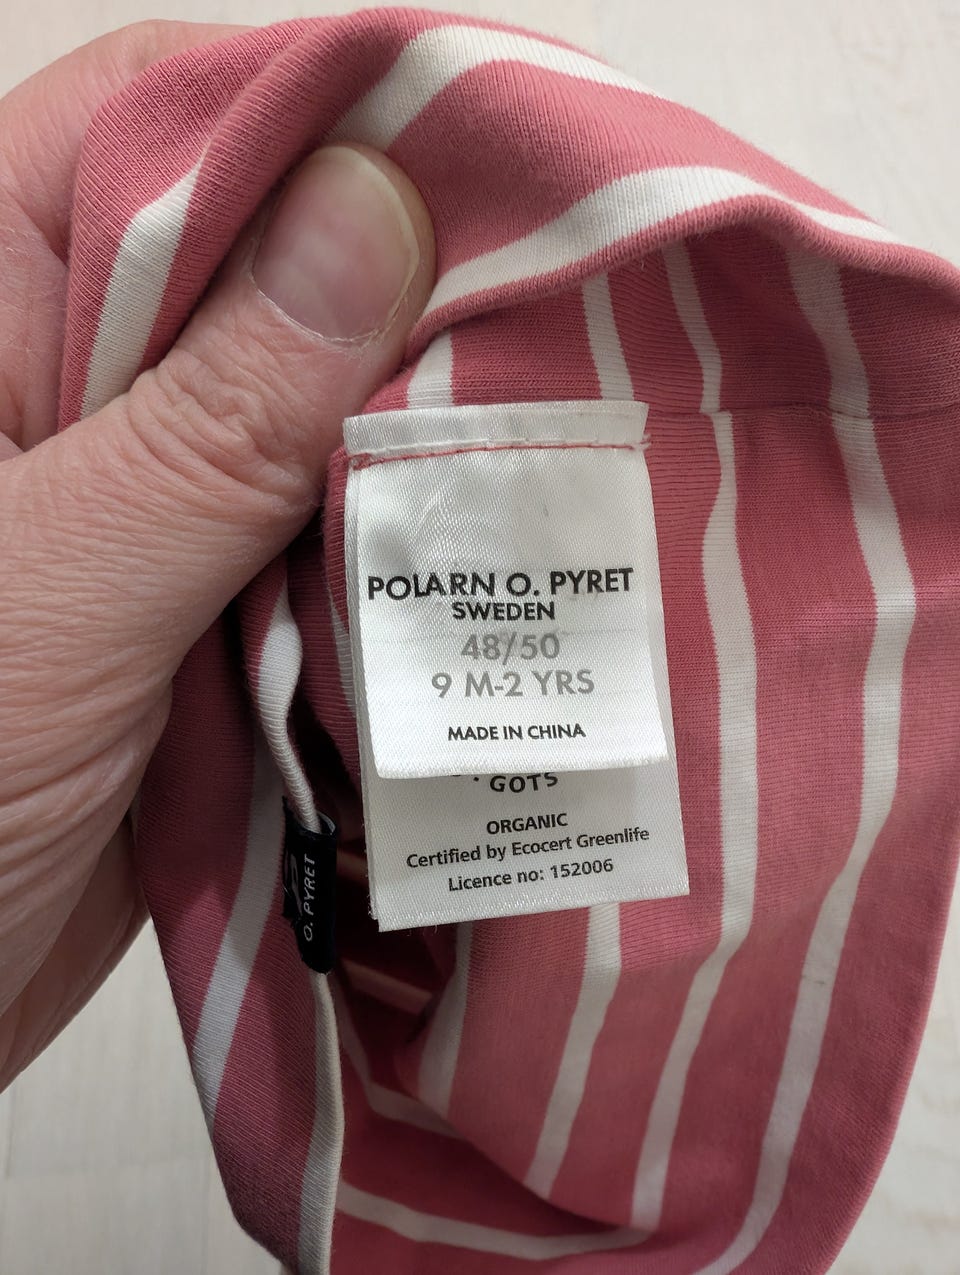 POLARN O. PYRET
SWEDEN
48/50
9 M-2 YRS
MADE IN CHINA
GOTS
ORGANIC
Certified by Ecocert Greenlife
Licence no: 152006
O. PYRET